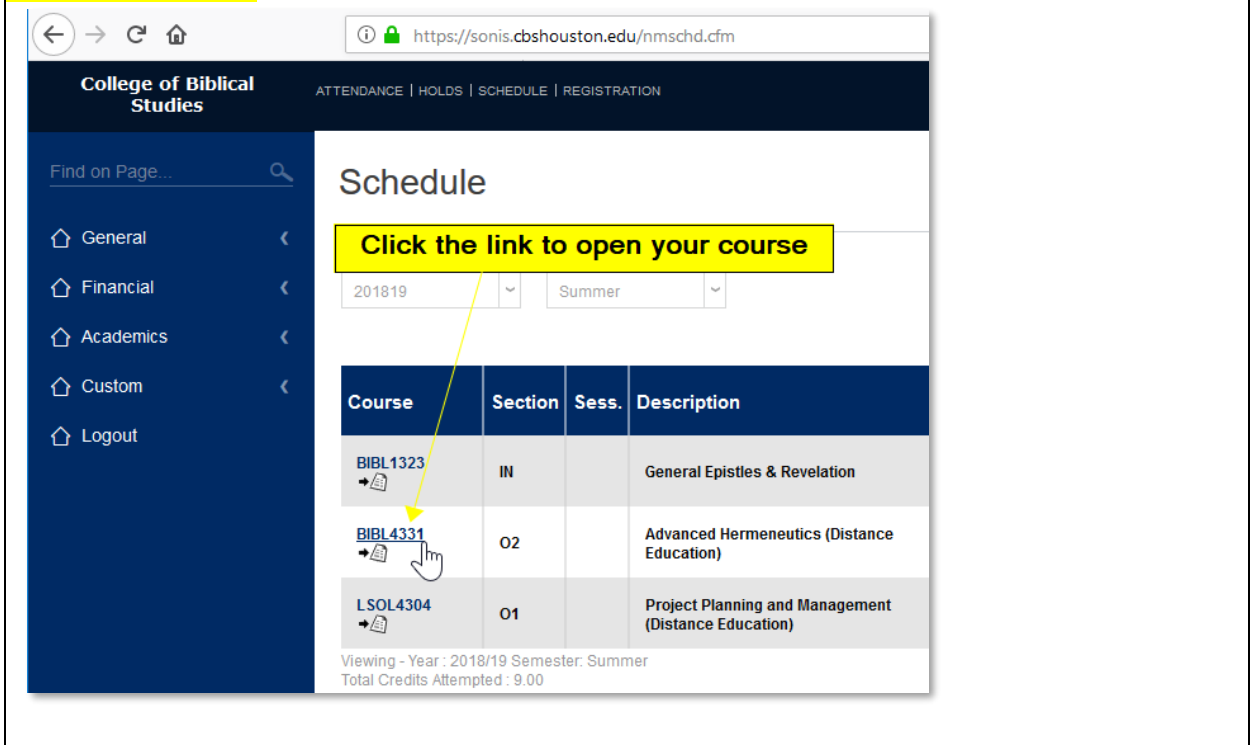 https://sonis.cbshouston.edu/nmschd.cfm
College of Biblical
Studies
ATTENDANCE | HOLDS | SCHEDULE | REGISTRATION
Find on Page...
General
Financial
Academics
Custom
Logout
Schedule
Click the link to open your course
201819 Summer
Course Section Sess. Description
BIBL1323 IN General Epistles & Revelation
BIBL4331 O2 Advanced Hermeneutics (Distance
Education)
LSOL4304 O1 Project Planning and Management
(Distance Education)
Viewing - Year : 2018/19 Semester: Summer
Total Credits Attempted : 9.00